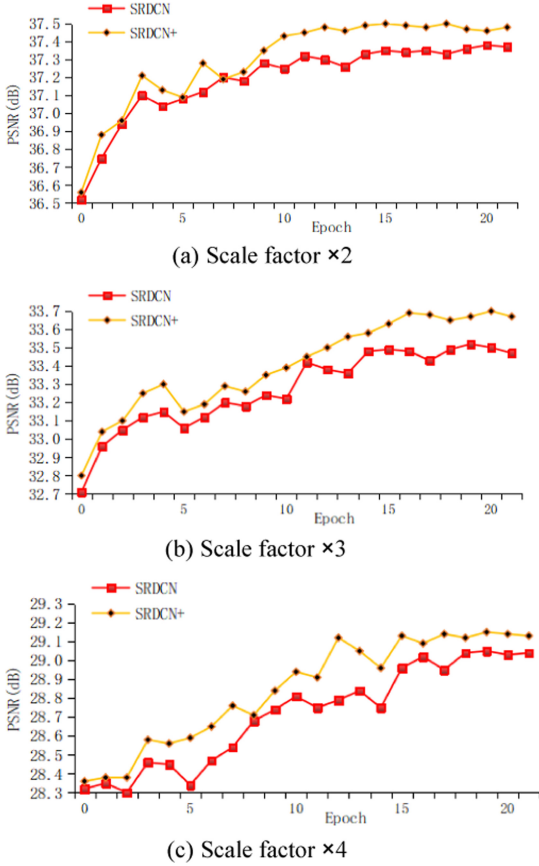 SRDCN
SRDCN+
PSNR(dB)
37.5
37.4
37.3
37.2
37.1
37.0
36.9
36.8
36.7
36.6
36.5
0 5 10 15 20
Epoch
(a) Scale factor ×2
SRDCN
SRDCN+
PSNR(dB)
33.7
33.6
33.5
33.4
33.3
33.2
33.1
33.0
32.9
32.8
32.7
0 5 10 15 20
Epoch
(b) Scale factor ×3
SRDCN
SRDCN+
PSNR(dB)
29.3
29.2
29.1
29.0
28.8
28.7
28.6
28.5
28.4
28.3
0 5 10 15 20
Epoch
(c) Scale factor ×4